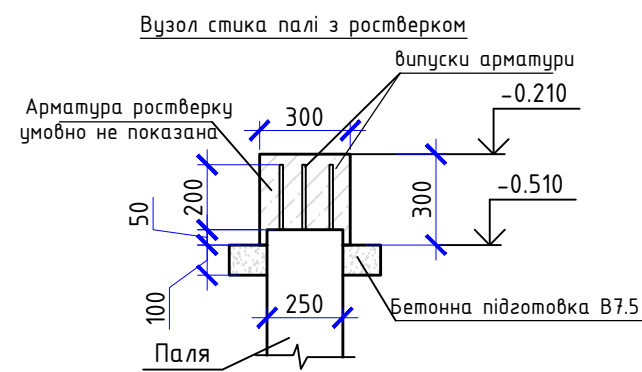 Вузол стика палі з ростверком
випуски арматури
Арматура ростверку
умовно не показана
300
-0.210
200
50
300
-0.510
100
250
Бетонна підготовка В7.5
Паля